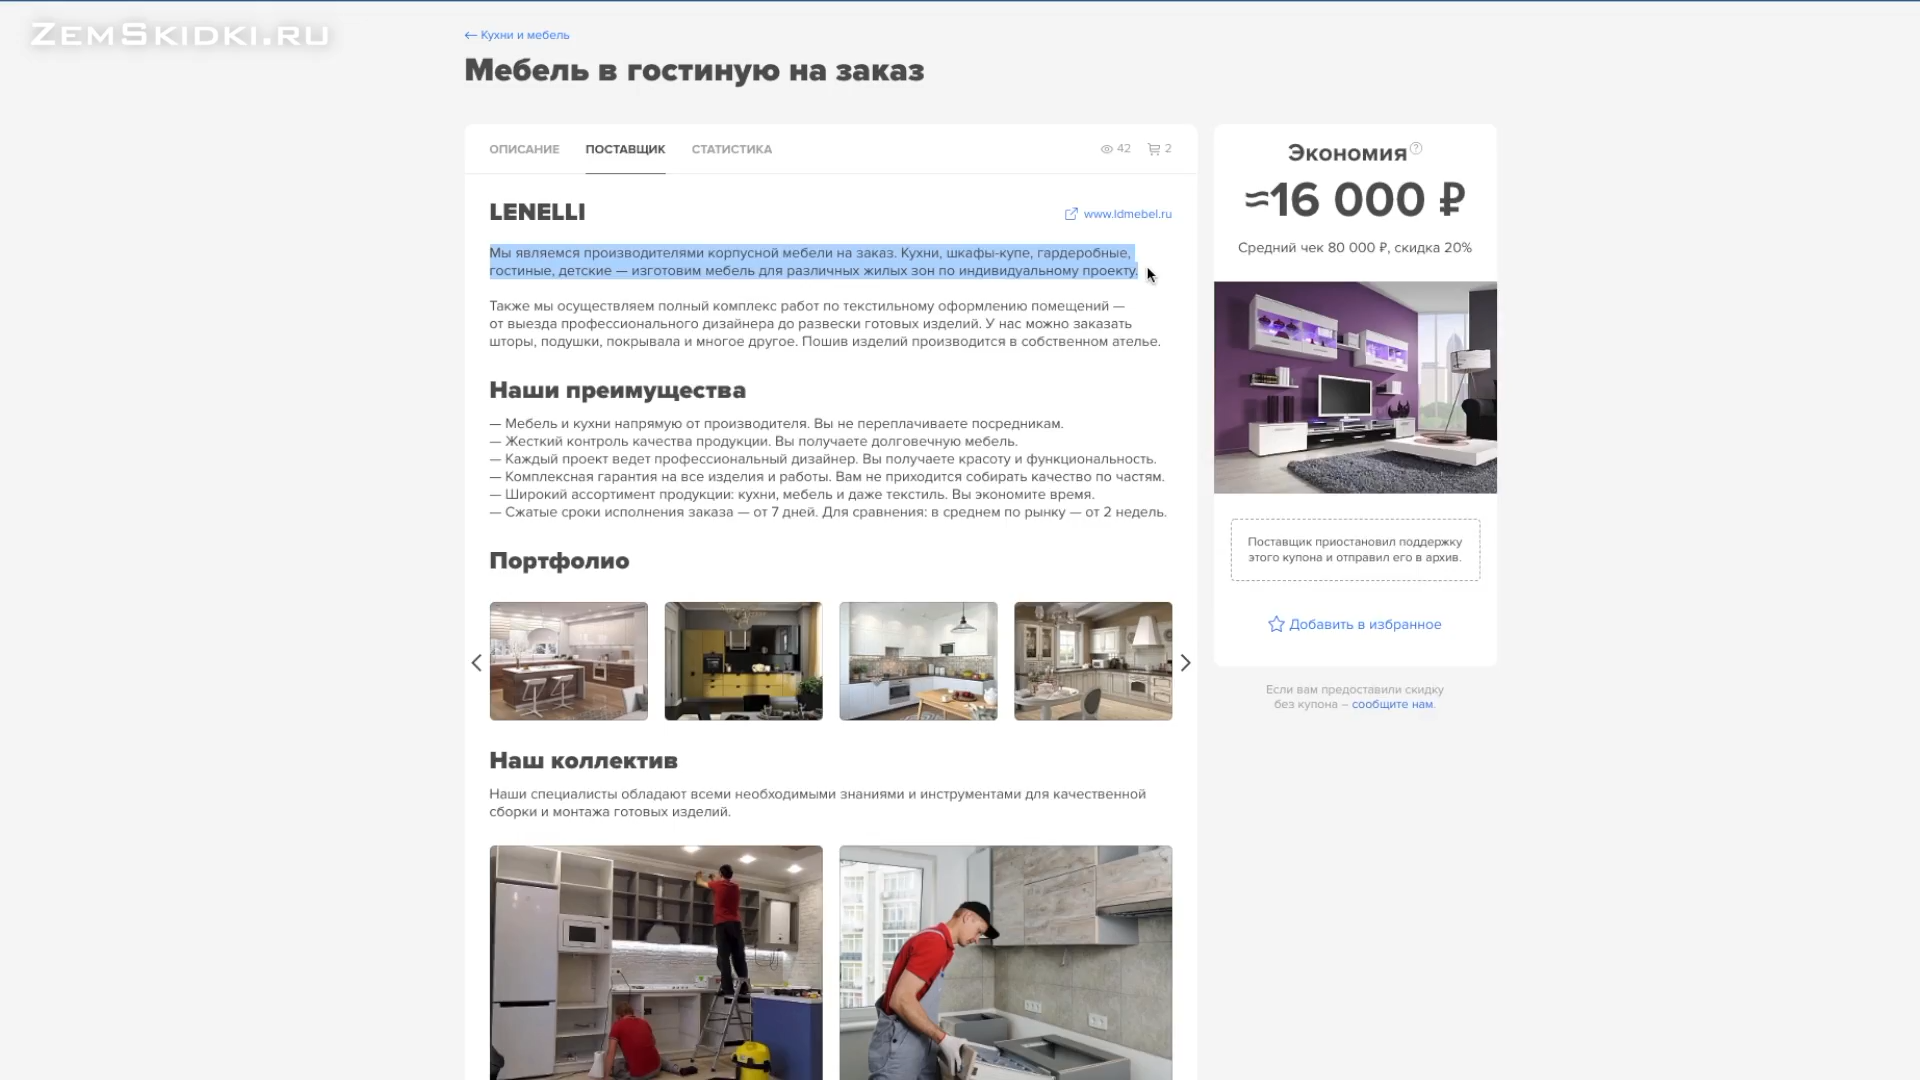 ZEMSKIDKI.RU
← Кухни и мебель
Мебель в гостиную на заказ
ОПИСАНИЕ ПОСТАВЩИК СТАТИСТИКА 42 2
LENELLI
www.ldmebel.ru
Мы являемся производителями корпусной мебели на заказ. Кухни, шкафы-купе, гардеробные,
гостиные, детские — изготовим мебель для различных жилых зон по индивидуальному проекту.
Также мы осуществляем полный комплекс работ по текстильному оформлению помещений —
от выезда профессионального дизайнера до развески готовых изделий. У нас можно заказать
шторы, подушки, покрывала и многое другое. Пошив изделий производится в собственном ателье.
Наши преимущества
— Мебель и кухни напрямую от производителя. Вы не переплачиваете посредникам.
— Жесткий контроль качества продукции. Вы получаете долговечную мебель.
— Каждый проект ведет профессиональный дизайнер. Вы получаете красоту и функциональность.
— Комплексная гарантия на все изделия и работы. Вам не приходится собирать качество по частям.
— Широкий ассортимент продукции: кухни, мебель и даже текстиль. Вы экономите время.
— Сжатые сроки исполнения заказа — от 7 дней. Для сравнения: в среднем по рынку — от 2 недель.
Портфолио
Наш коллектив
Наши специалисты обладают всеми необходимыми знаниями и инструментами для качественной
сборки и монтажа готовых изделий.
Экономия ?
≈16 000 ₽
Средний чек 80 000 ₽, скидка 20%
Поставщик приостановил поддержку
этого купона и отправил его в архив.
Добавить в избранное
Если вам предоставили скидку
без купона – сообщите нам.